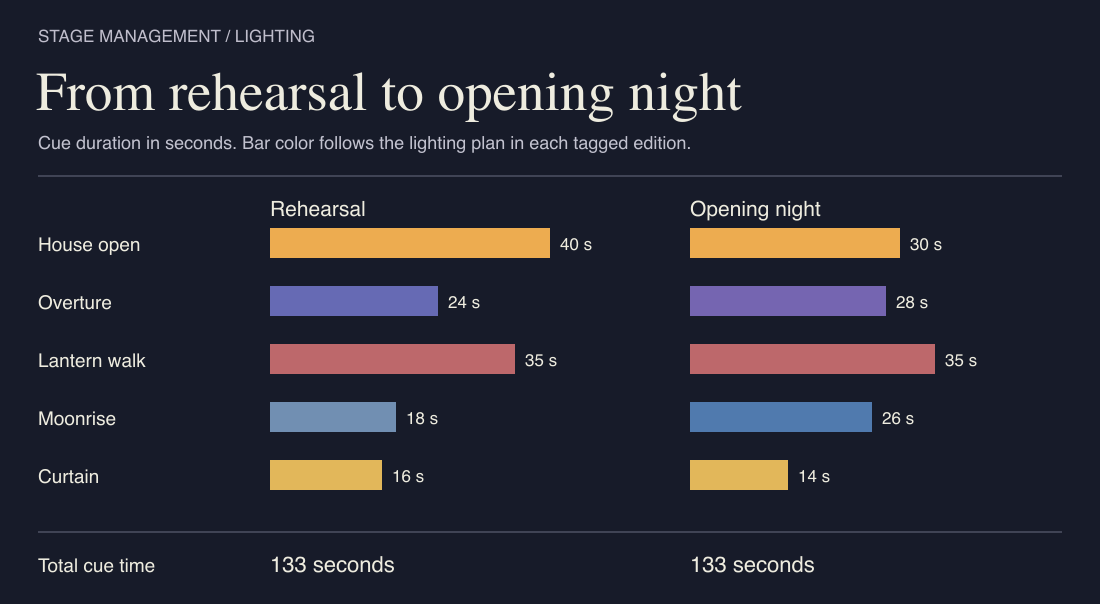 STAGE MANAGEMENT / LIGHTING
From rehearsal to opening night
Cue duration in seconds. Bar color follows the lighting plan in each tagged edition.
Rehearsal Opening night
House open 40 s 30 s
Overture 24 s 28 s
Lantern walk 35 s 35 s
Moonrise 18 s 26 s
Curtain 16 s 14 s
Total cue time 133 seconds 133 seconds